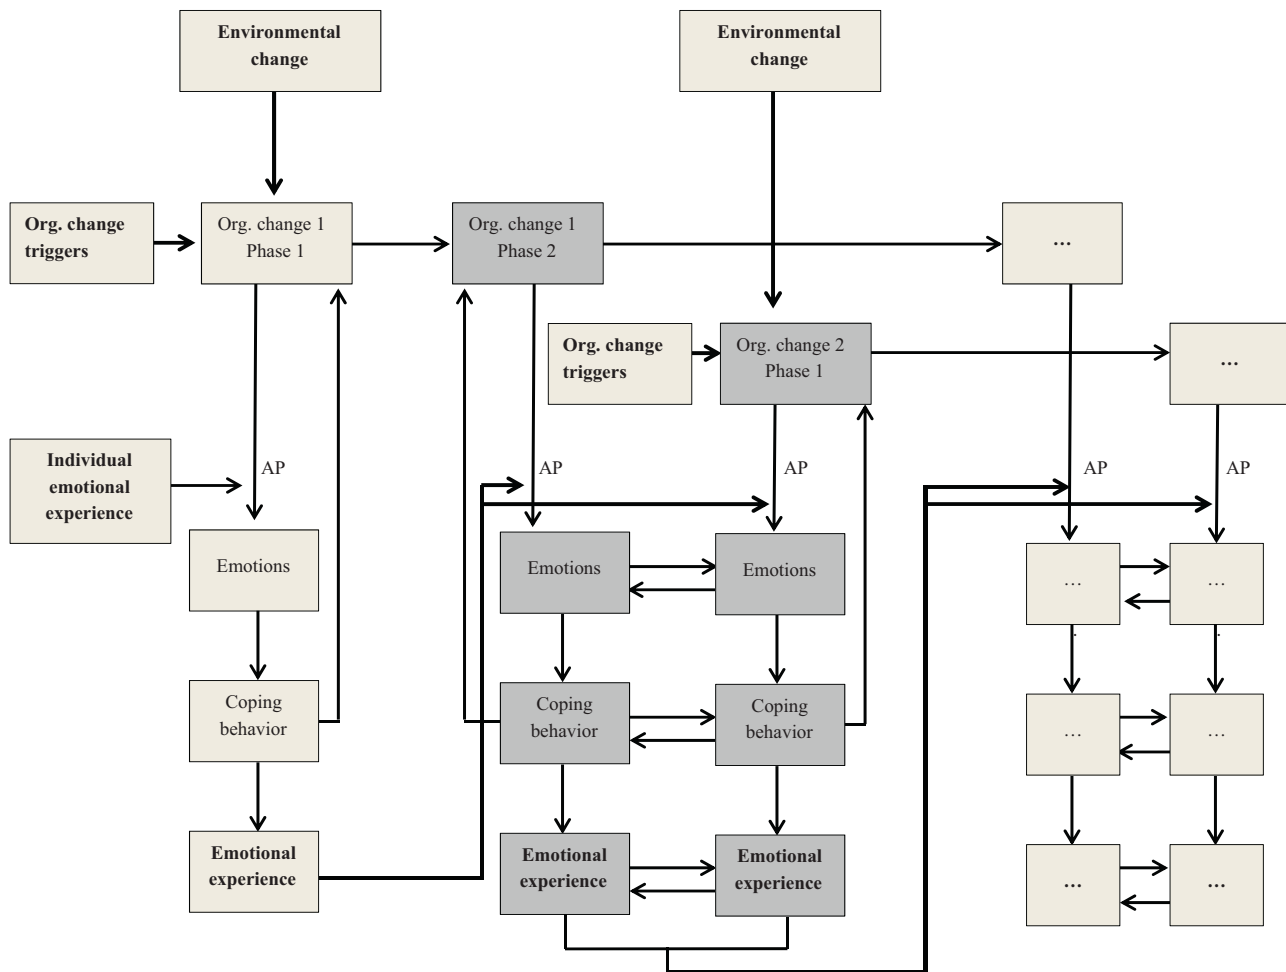 Environmental
change
Environmental
change
Org. change
triggers
Org. change 1
Phase 1
Org. change 1
Phase 2
...
Org. change
triggers
Org. change 2
Phase 1
...
Individual
emotional
experience
AP
AP
AP
AP
Emotions
Emotions
Emotions
...
...
Coping
behavior
Coping
behavior
Coping
behavior
...
...
Emotional
experience
Emotional
experience
Emotional
experience
...
...